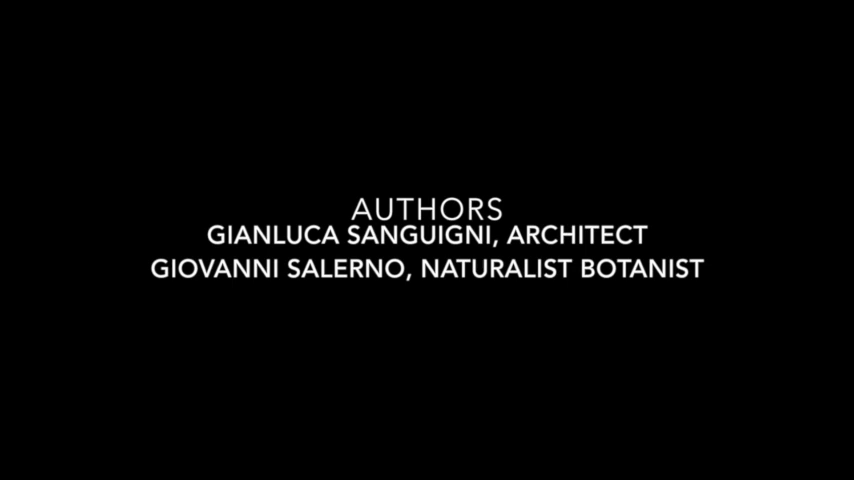 AUTHORS
GIANLUCA SANGUIGNI, ARCHITECT
GIOVANNI SALERNO, NATURALIST BOTANIST